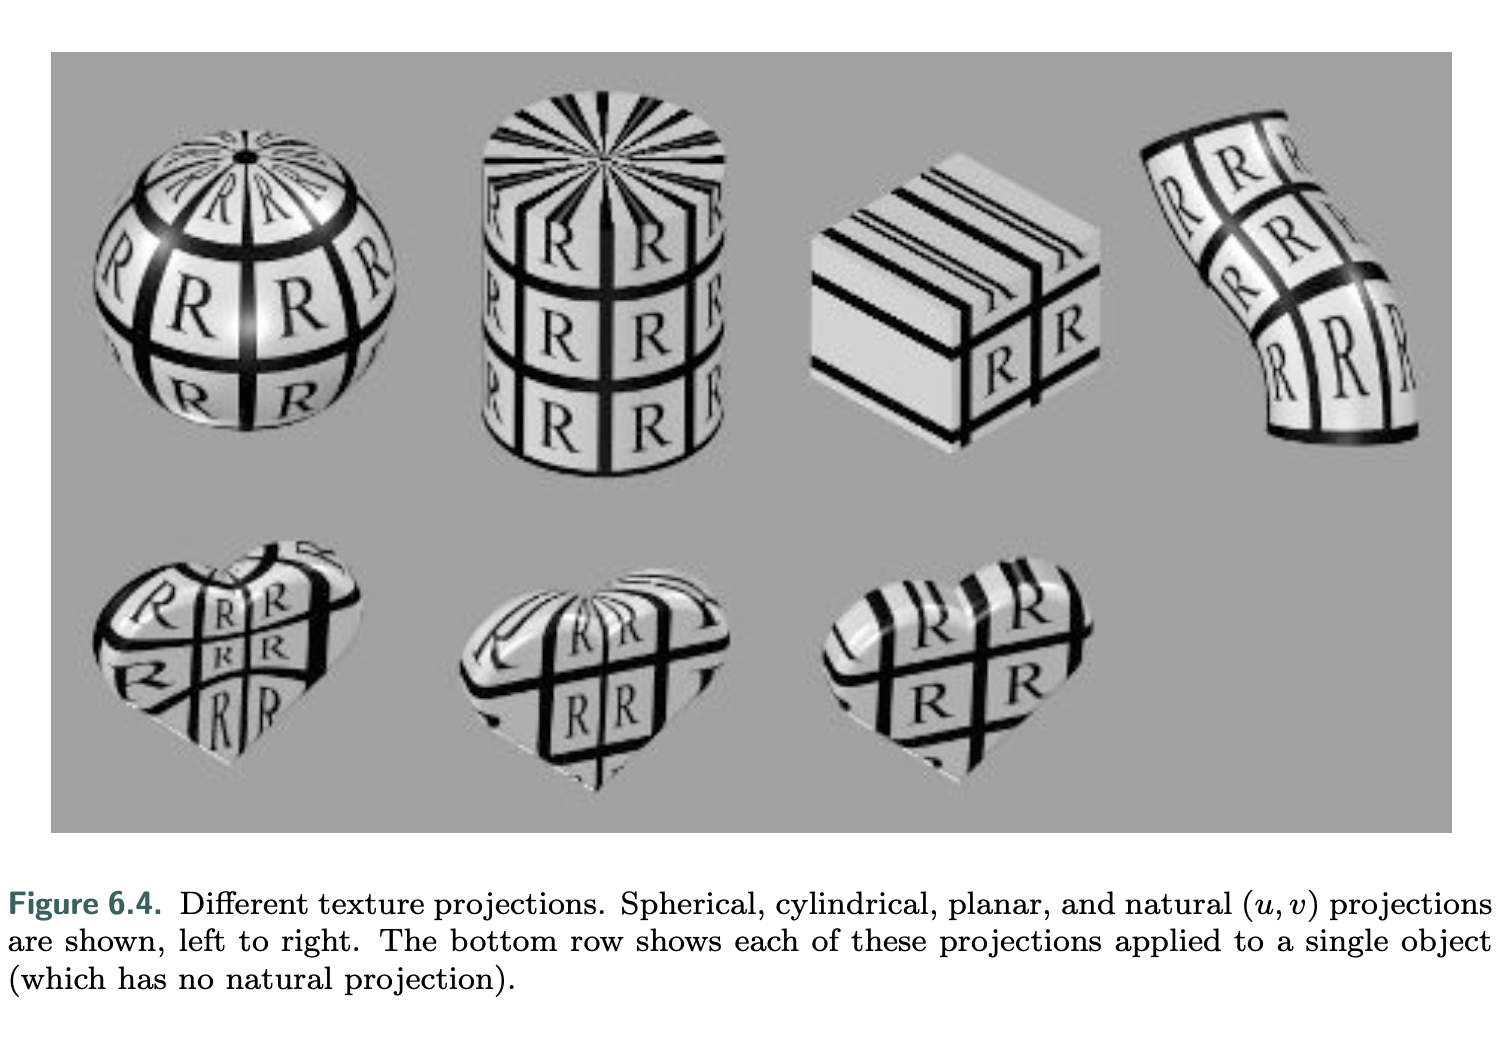 R R R R
R R R R
R R
R R R R
R R R R
R R R R
R R
R R
R R R
R R R
R R R
R R R
R R
R R
R R
R R
R R
R R
R R
Figure 6.4. Different texture projections. Spherical, cylindrical, planar, and natural (u, v) projections
are shown, left to right. The bottom row shows each of these projections applied to a single object
(which has no natural projection).